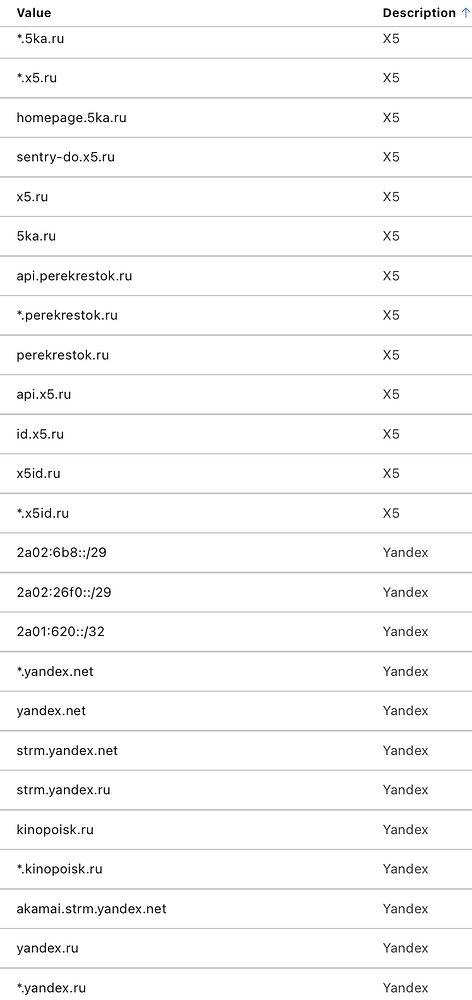 Value Description ↑
*.5ka.ru X5
*.x5.ru X5
homepage.5ka.ru X5
sentry-do.x5.ru X5
x5.ru X5
5ka.ru X5
api.perekrestok.ru X5
*.perekrestok.ru X5
perekrestok.ru X5
api.x5.ru X5
id.x5.ru X5
x5id.ru X5
*.x5id.ru X5
2a02:6b8::/29 Yandex
2a02:26f0::/29 Yandex
2a01:620::/32 Yandex
*.yandex.net Yandex
yandex.net Yandex
strm.yandex.net Yandex
strm.yandex.ru Yandex
kinopoisk.ru Yandex
*.kinopoisk.ru Yandex
akamai.strm.yandex.net Yandex
yandex.ru Yandex
*.yandex.ru Yandex